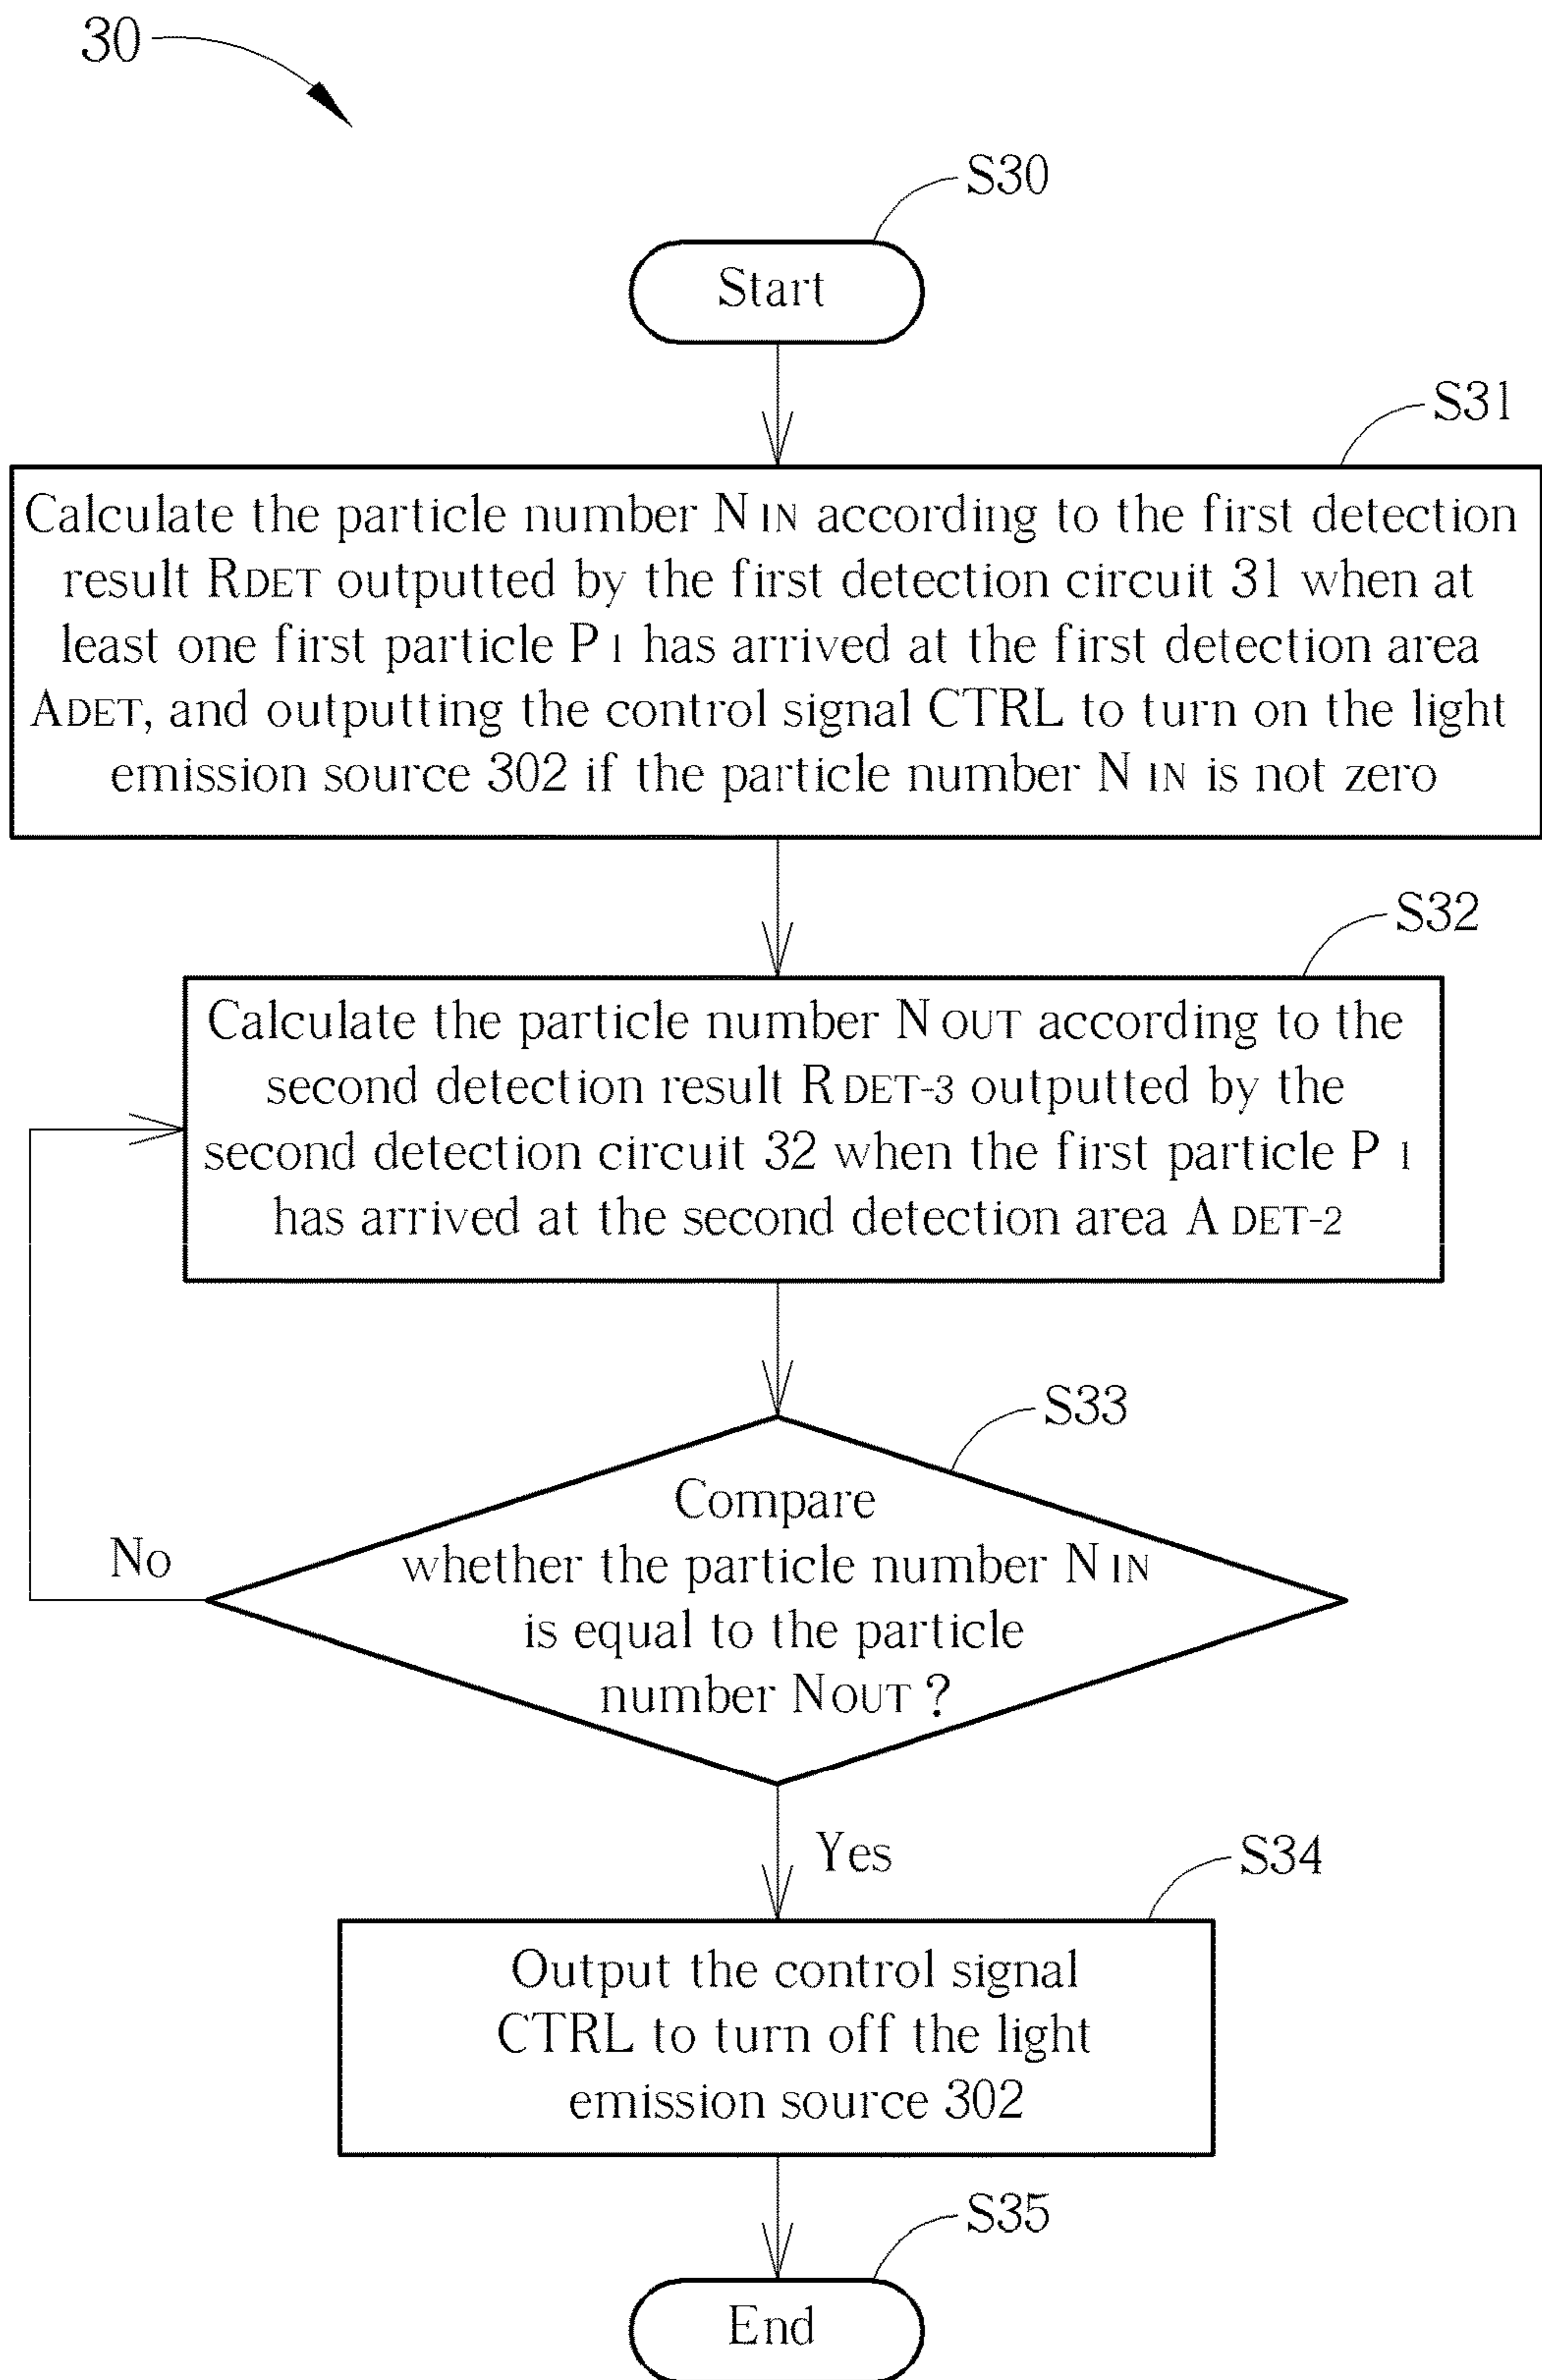 30
S30
Start
S31
Calculate the particle number N IN according to the first detection
result RDET outputted by the first detection circuit 31 when at
least one first particle P 1 has arrived at the first detection area
ADET, and outputting the control signal CTRL to turn on the light
emission source 302 if the particle number N IN is not zero
S32
Calculate the particle number N OUT according to the
second detection result R DET-3 outputted by the
second detection circuit 32 when the first particle P 1
has arrived at the second detection area A DET-2
S33
Compare
whether the particle number N IN
is equal to the particle
number NOUT ?
No
Yes
S34
Output the control signal
CTRL to turn off the light
emission source 302
S35
End